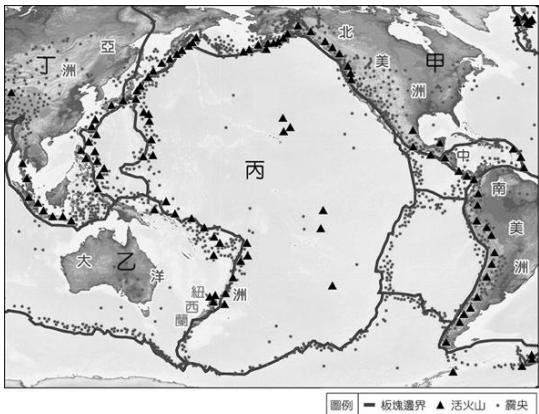 丁
亞
洲
北
美
洲
甲
丙
中
南
美
洲
大
乙
洋
洲
紐
西
蘭
圖例 板塊邊界 活火山 震央